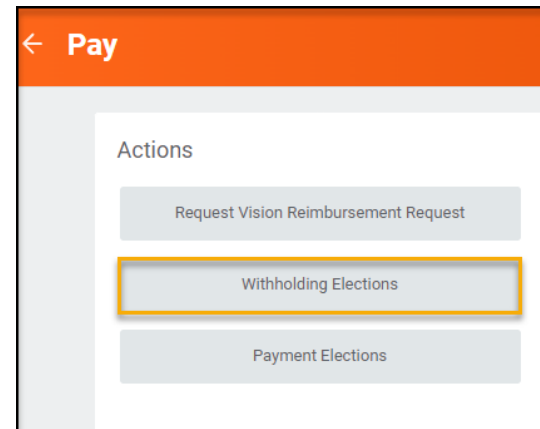 Pay
Actions
Request Vision Reimbursement Request
Withholding Elections
Payment Elections